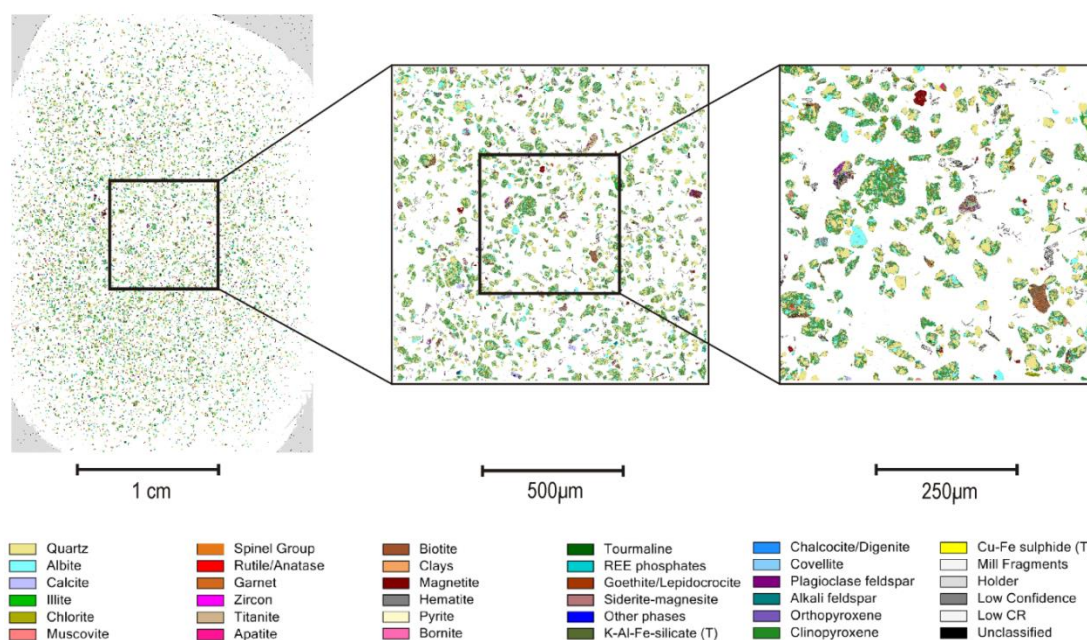 1 cm
500µm
250µm
Quartz
Albite
Calcite
Illite
Chlorite
Muscovite
Spinel Group
Rutile/Anatase
Garnet
Zircon
Titanite
Apatite
Biotite
Clays
Magnetite
Hematite
Pyrite
Bornite
Tourmaline
REE phosphates
Goethite/Lepidocrocite
Siderite-magnesite
Other phases
K-Al-Fe-silicate (T)
Chalcocite/Digenite
Covellite
Plagioclase feldspar
Alkali feldspar
Orthopyroxene
Clinopyroxene
Cu-Fe sulphide (T
Mill Fragments
Holder
Low Confidence
Low CR
Unclassified